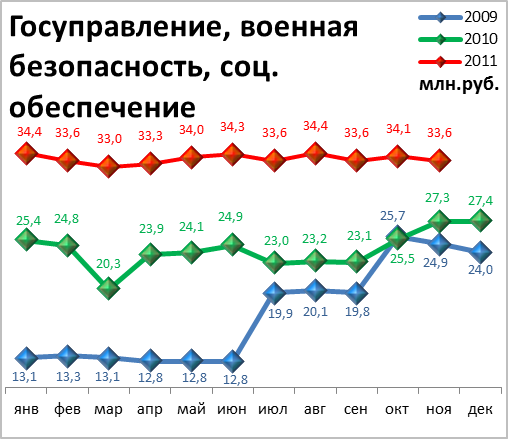 Госуправление, военная
безопасность, соц.
обеспечение
2009
2010
2011
млн.руб.
34,4 33,6 33,0 33,3 34,0 34,3 33,6 34,4 33,6 34,1 33,6
25,4 24,8 20,3 23,9 24,1 24,9 23,0 23,2 23,1 25,5 27,3 27,4
13,1 13,3 13,1 12,8 12,8 12,8 19,9 20,1 19,8 25,7 24,9 24,0
янв фев мар апр май июн июл авг сен окт ноя дек